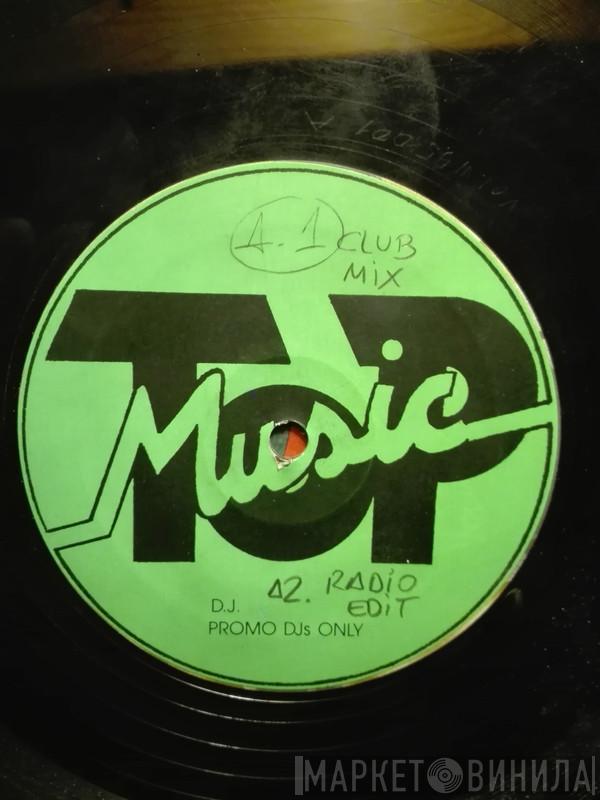 A.1 CLUB
MIX
TOP
Music
A2. RADIO
EDIT
D.J.
PROMO DJs ONLY
МАРКЕТ ВИНИЛА